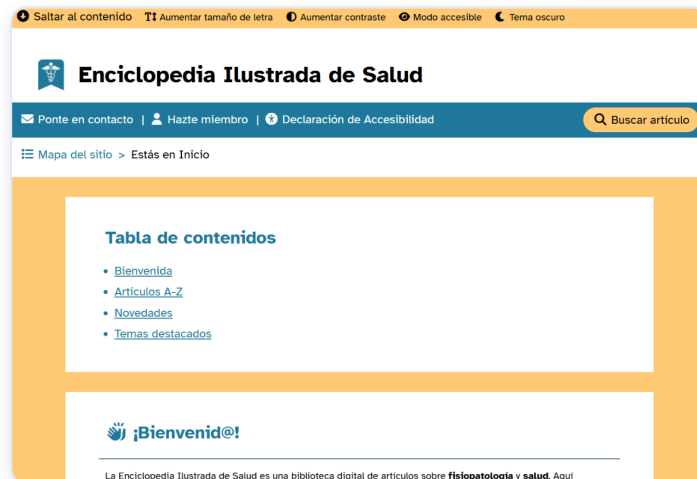 Saltar al contenido Aumentar tamaño de letra Aumentar contraste Modo accesible Tema oscuro
Enciclopedia Ilustrada de Salud
Ponte en contacto | Hazte miembro | Declaración de Accesibilidad Buscar artículo
Mapa del sitio > Estás en Inicio
Tabla de contenidos
• Bienvenida
• Artículos A-Z
• Novedades
• Temas destacados
¡Bienvenid@!
La Enciclopedia Ilustrada de Salud es una biblioteca digital de artículos sobre fisiopatología y salud. Aquí